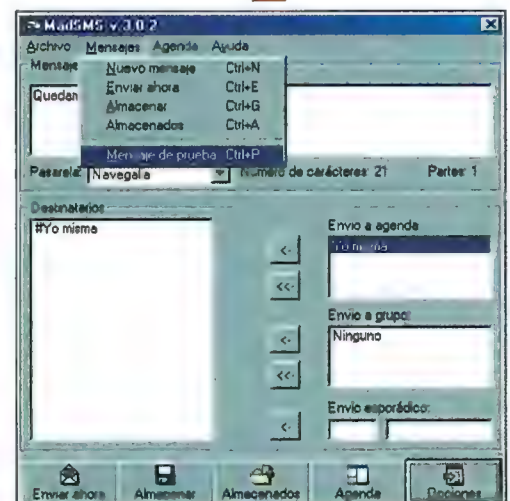 MadSMS v.3.0.2
Archivo Mensajes Agenda Ayuda
Mensaje
Nuevo mensaje Ctrl+N
Enviar ahora Ctrl+E
Almacenar Ctrl+G
Almacenados Ctrl+A
Mensaje de prueba Ctrl+P
Quedan
Pasarela: Navegalia Número de carácteres: 21 Partes: 1
Destinatarios
#Yo misma
Envío a agenda
Yo misma
<-
<<-
Envío a grupo:
Ninguno
<-
<<-
Envío esporádico:
<-
Enviar ahora Almacenar Almacenados Agenda Opciones